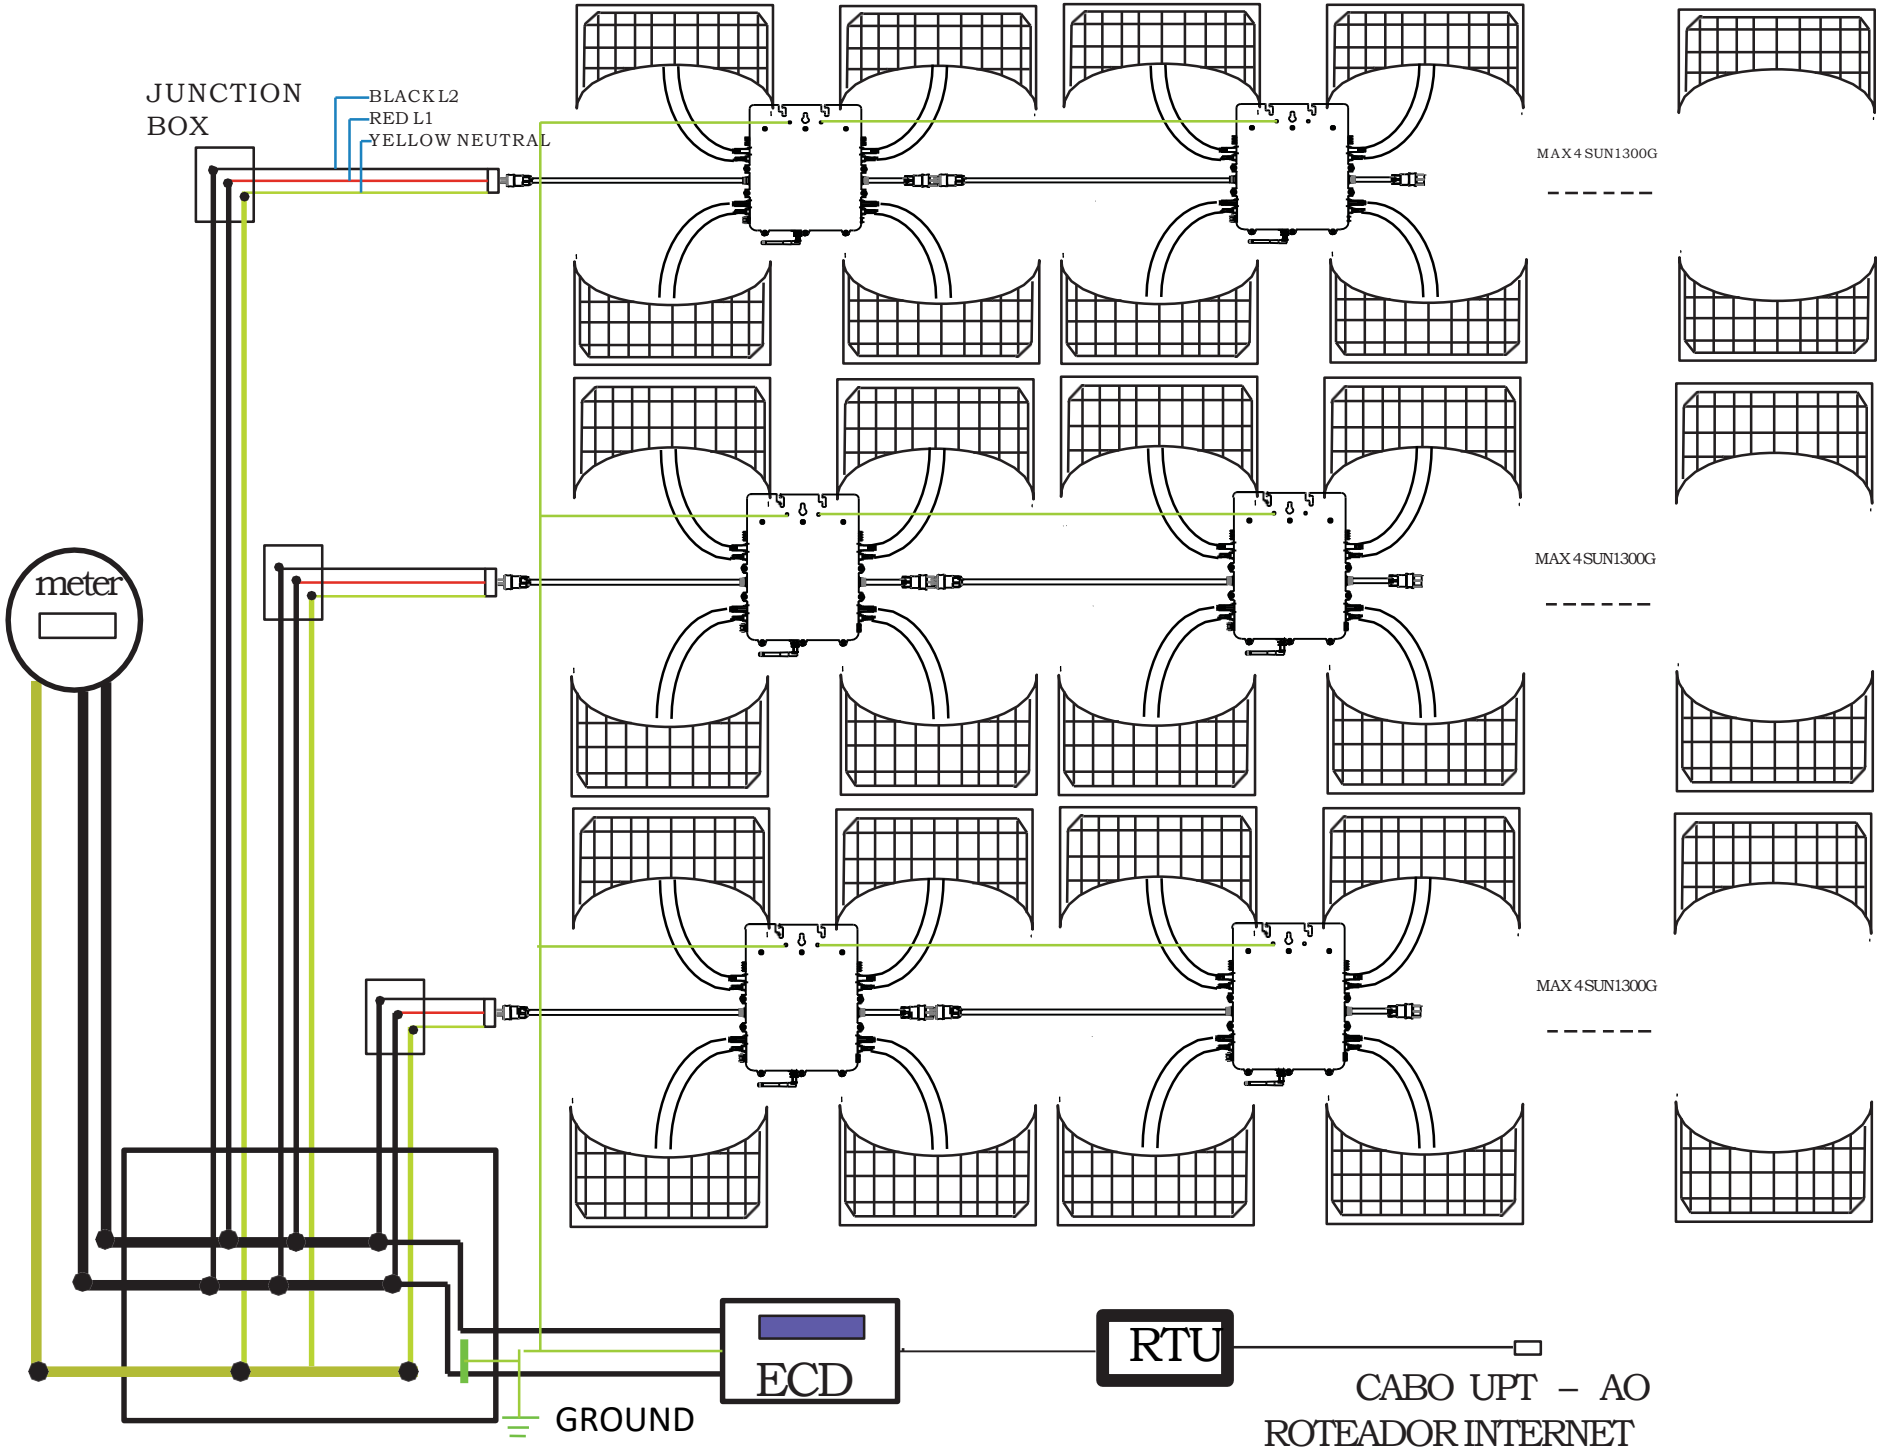 JUNCTION
BOX
BLACK L2
RED L1
YELLOW NEUTRAL
MAX 4 SUN1300G
meter
MAX 4 SUN1300G
MAX 4 SUN1300G
ECD
RTU
GROUND
CABO UPT – AO
ROTEADOR INTERNET